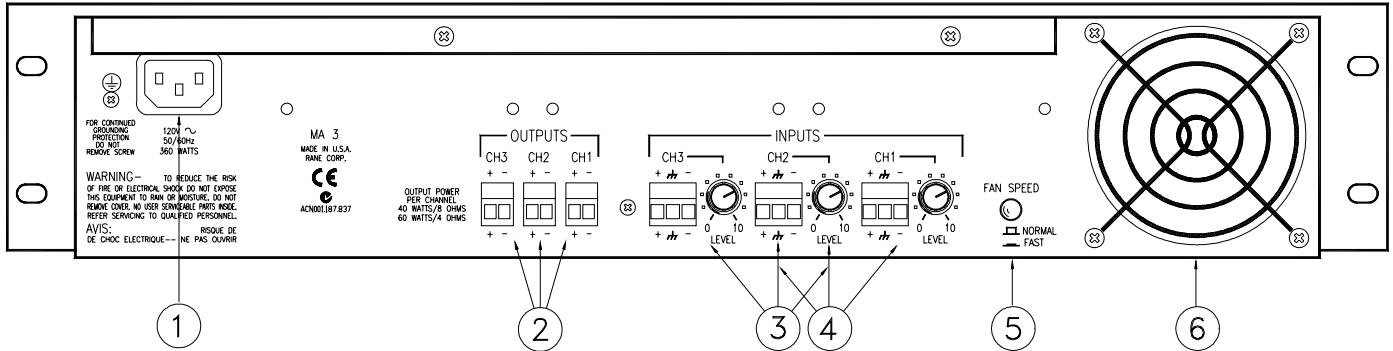 FOR CONTINUED
GROUNDING
PROTECTION
DO NOT
REMOVE SCREW
120V ~
50/60Hz
360 WATTS
WARNING– TO REDUCE THE RISK
OF FIRE OR ELECTRICAL SHOCK DO NOT EXPOSE
THIS EQUIPMENT TO RAIN OR MOISTURE. DO NOT
REMOVE COVER. NO USER SERVICEABLE PARTS INSIDE.
REFER SERVICING TO QUALIFIED PERSONNEL.
AVIS: RISQUE DE
DE CHOC ELECTRIQUE–– NE PAS OUVRIR
MA 3
MADE IN U.S.A.
RANE CORP.
CE
ACN001.187.837
OUTPUTS
CH3 CH2 CH1
+ – + – + –
OUTPUT POWER
PER CHANNEL
40 WATTS/8 OHMS
60 WATTS/4 OHMS
+ – + – + –
INPUTS
CH3 CH2 CH1
+ – + – + –
+ – + – + –
0 10 0 10 0 10
LEVEL LEVEL LEVEL
FAN SPEED
NORMAL
FAST
1 2 3 4 5 6